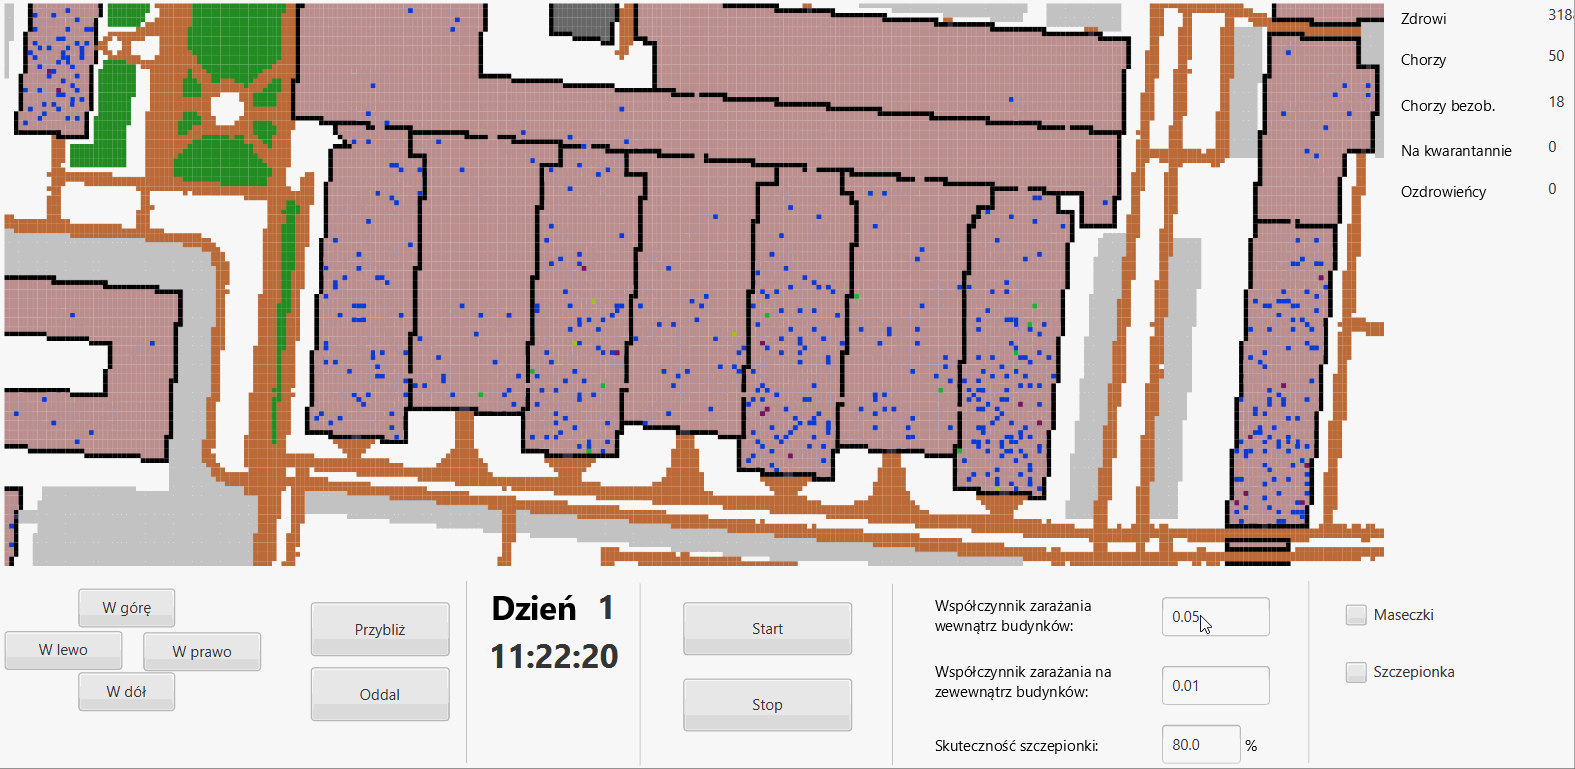 Zdrowi 318
Chorzy 50
Chorzy bezob. 18
Na kwarantannie 0
Ozdrowieńcy 0
W górę
W lewo
W prawo
W dół
Przybliż
Oddal
Dzień 1
11:22:20
Start
Stop
Współczynnik zarażania
wewnątrz budynków:
0.05
Współczynnik zarażania na
zewewnątrz budynków:
0.01
Skuteczność szczepionki:
80.0 %
Maseczki
Szczepionka